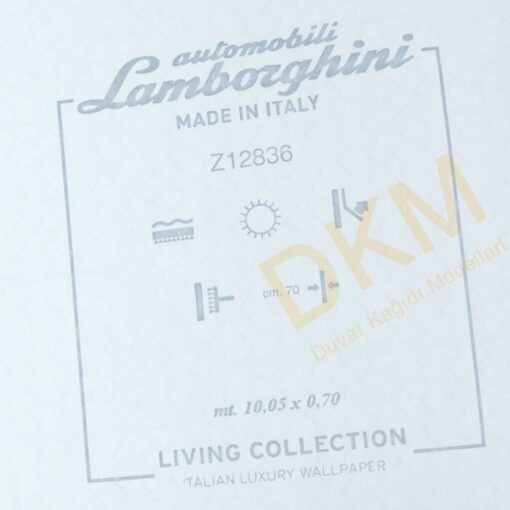 automobili
Lamborghini
MADE IN ITALY
Z12836
cm. 70
DKM
Duvar Kağıdı Modelleri
mt. 10,05 x 0,70
LIVING COLLECTION
'TALIAN LUXURY WALLPAPER